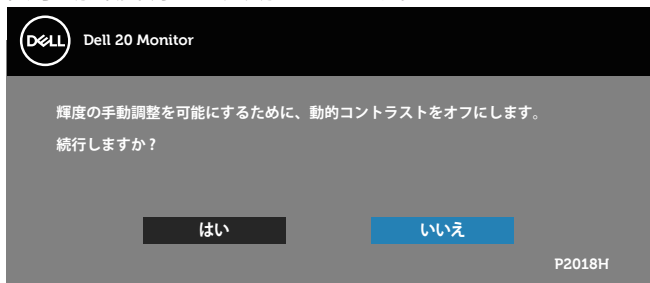 DELL Dell 20 Monitor
輝度の手動調整を可能にするために、動的コントラストをオフにします。
続行しますか ?
はい いいえ
P2018H